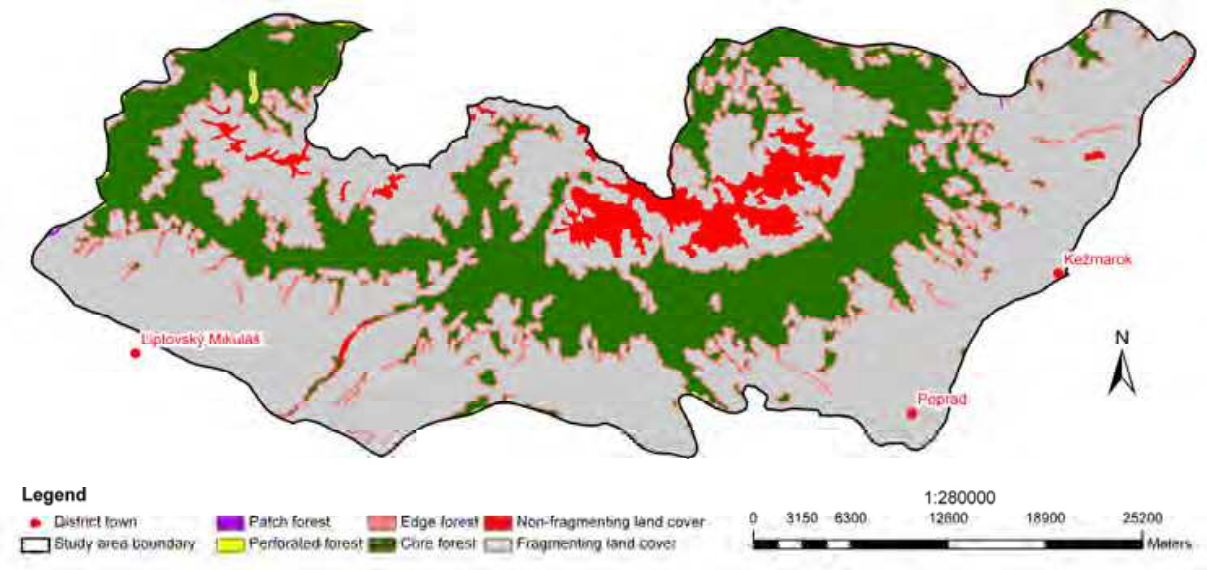 Kežmarok
Liptovský Mikuláš
N
Poprad
Legend
1:280000
District town
Patch forest
Edge forest
Non-fragmenting land cover
0 3150 6300 12600 18900 25200
Study area boundary
Perforated forest
Core forest
Fragmenting land cover
Meters